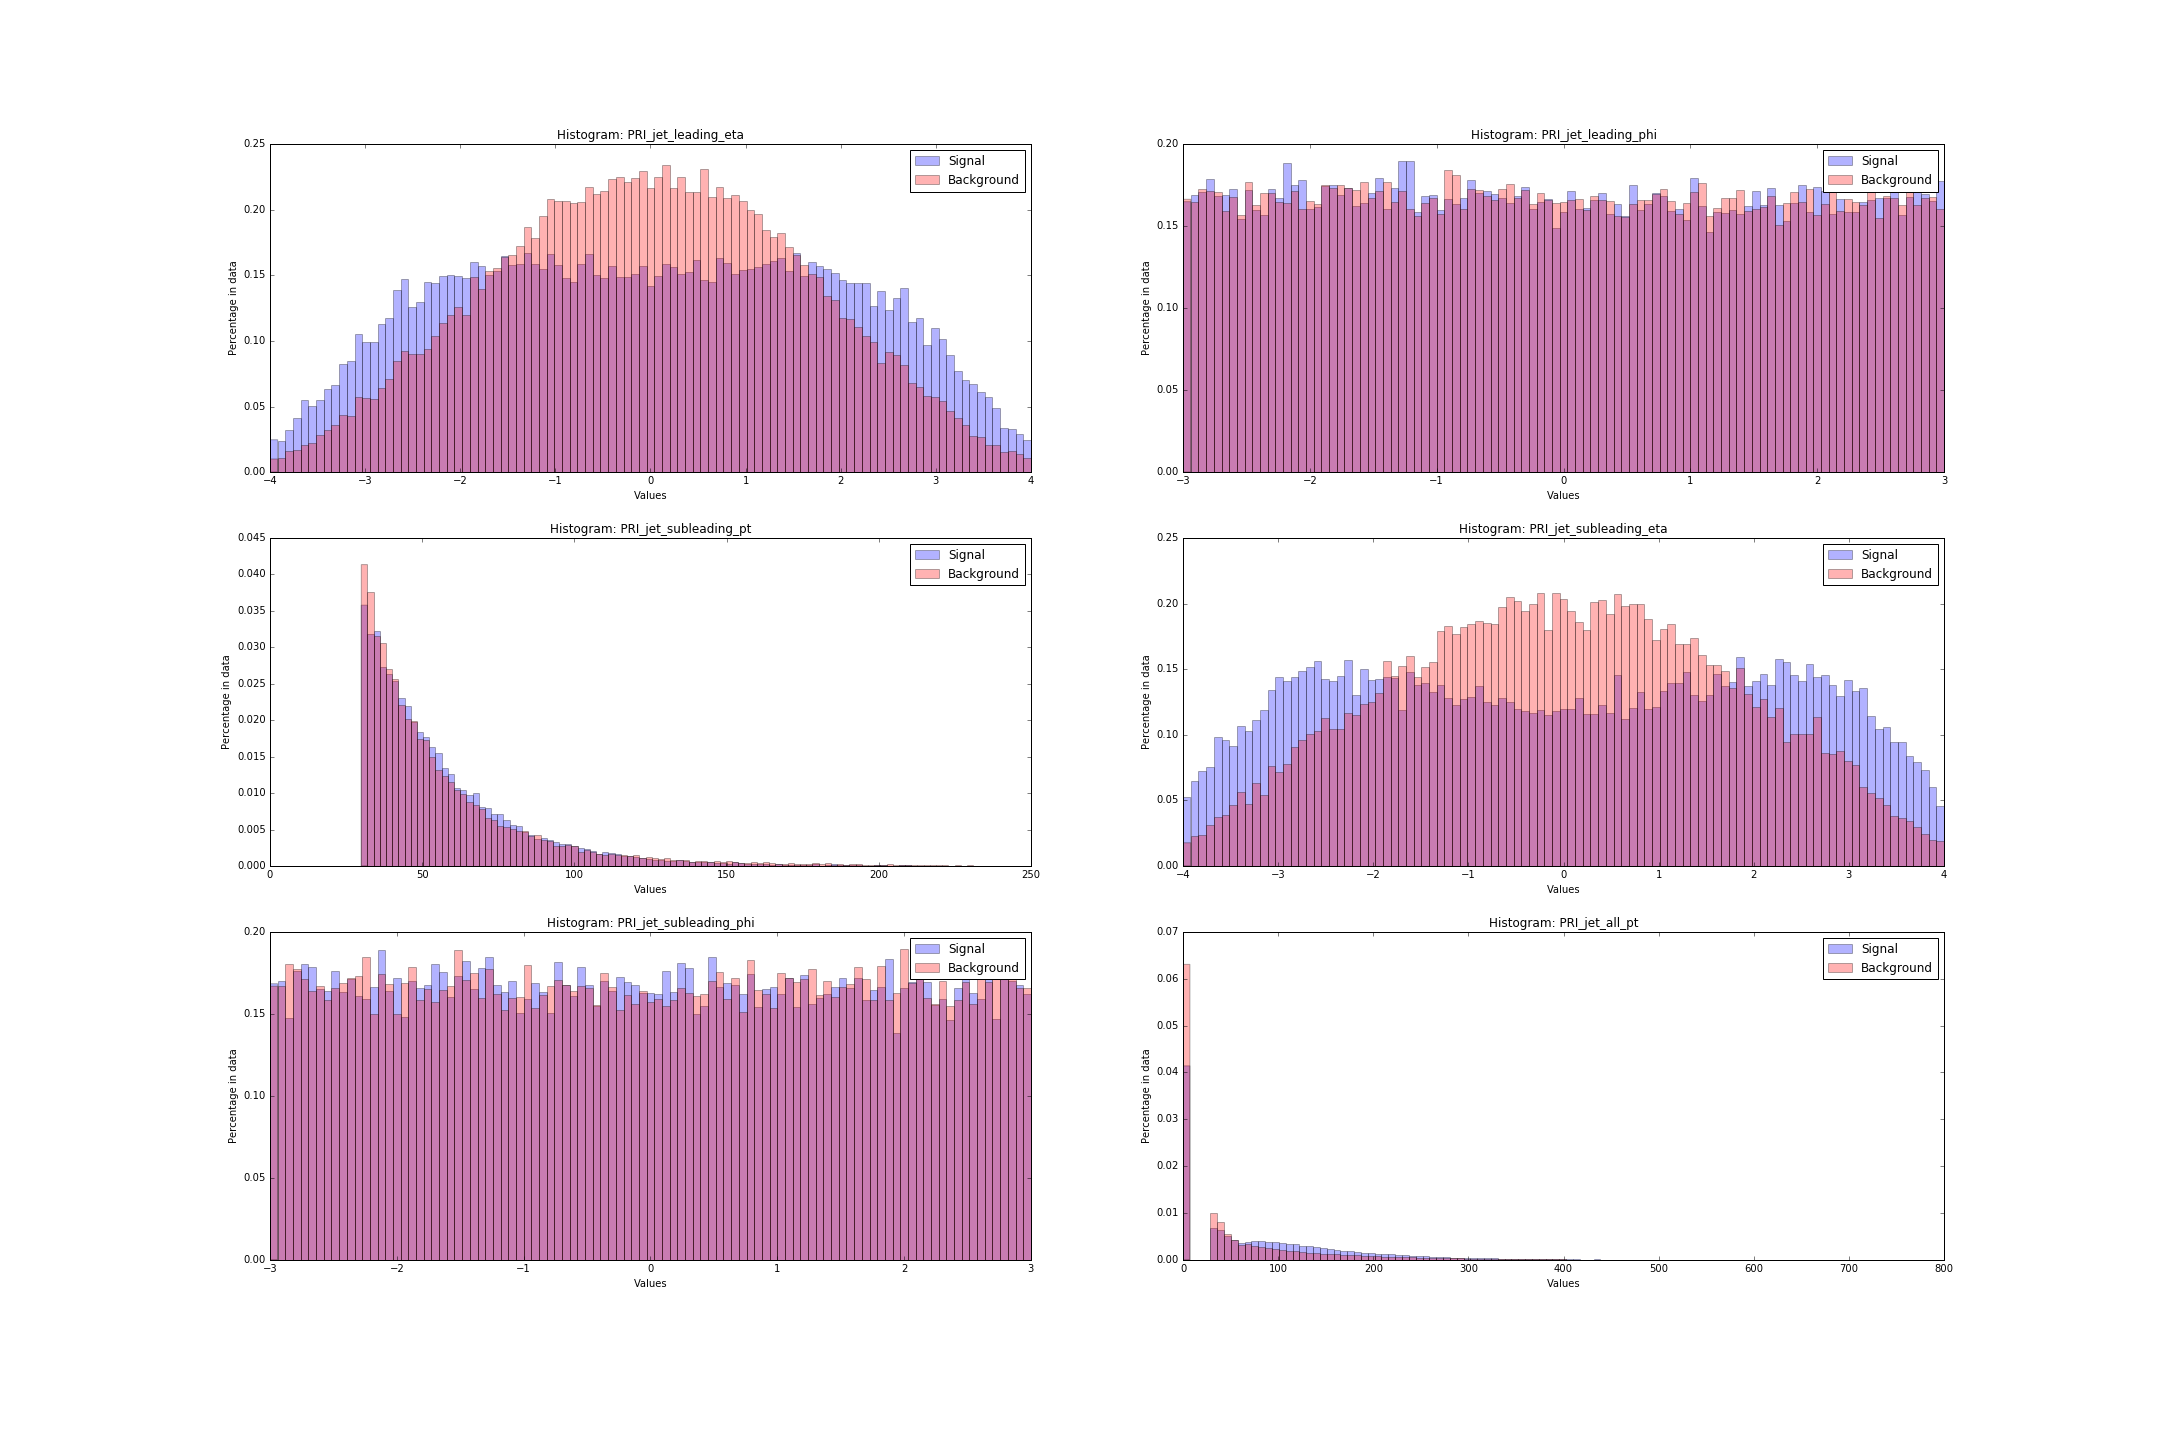 Histogram: PRI_jet_leading_eta
0.25
0.20
0.15
0.10
0.05
0.00
Percentage in data
Signal
Background
−4 −3 −2 −1 0 1 2 3 4
Values
Histogram: PRI_jet_leading_phi
0.20
0.15
0.10
0.05
0.00
Percentage in data
Signal
Background
−3 −2 −1 0 1 2 3
Values
Histogram: PRI_jet_subleading_pt
0.045
0.040
0.035
0.030
0.025
0.020
0.015
0.010
0.005
0.000
Percentage in data
Signal
Background
0 50 100 150 200 250
Values
Histogram: PRI_jet_subleading_eta
0.25
0.20
0.15
0.10
0.05
0.00
Percentage in data
Signal
Background
−4 −3 −2 −1 0 1 2 3 4
Values
Histogram: PRI_jet_subleading_phi
0.20
0.15
0.10
0.05
0.00
Percentage in data
Signal
Background
−3 −2 −1 0 1 2 3
Values
Histogram: PRI_jet_all_pt
0.07
0.06
0.05
0.04
0.03
0.02
0.01
0.00
Percentage in data
Signal
Background
0 100 200 300 400 500 600 700 800
Values